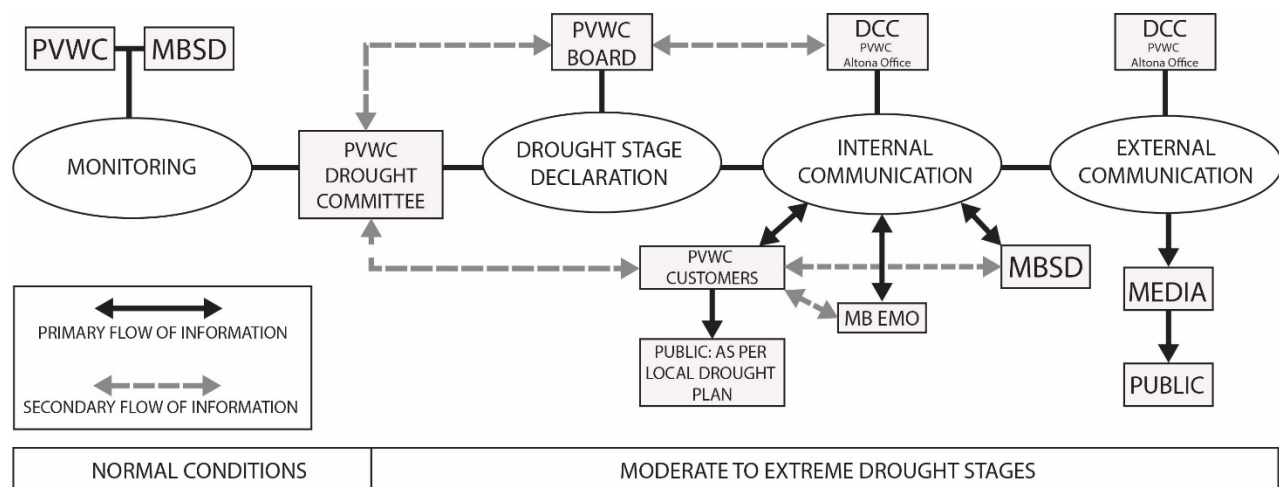 PVWC
MBSD
MONITORING
PVWC
DROUGHT
COMMITTEE
PVWC
BOARD
DROUGHT STAGE
DECLARATION
DCC
PVWC
Altona Office
INTERNAL
COMMUNICATION
DCC
PVWC
Altona Office
EXTERNAL
COMMUNICATION
PVWC
CUSTOMERS
MB EMO
MBSD
PUBLIC: AS PER
LOCAL DROUGHT
PLAN
MEDIA
PUBLIC
PRIMARY FLOW OF INFORMATION
SECONDARY FLOW OF INFORMATION
NORMAL CONDITIONS
MODERATE TO EXTREME DROUGHT STAGES